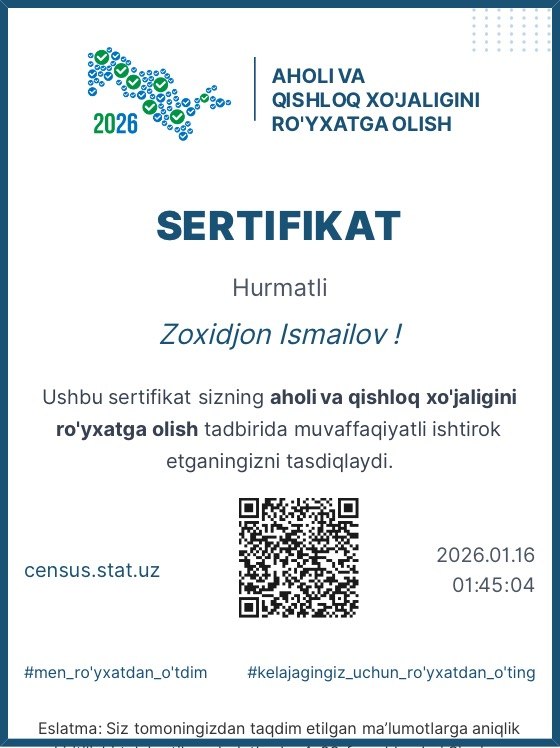 2026
AHOLI VA
QISHLOQ XO'JALIGINI
RO'YXATGA OLISH
SERTIFIKAT
Hurmatli
Zoxidjon Ismailov !
Ushbu sertifikat sizning aholi va qishloq xo'jaligini
ro'yxatga olish tadbirida muvaffaqiyatli ishtirok
etganingizni tasdiqlaydi.
census.stat.uz
2026.01.16
01:45:04
#men_ro'yxatdan_o'tdim
#kelajagingiz_uchun_ro'yxatdan_o'ting
Eslatma: Siz tomoningizdan taqdim etilgan ma’lumotlarga aniqlik